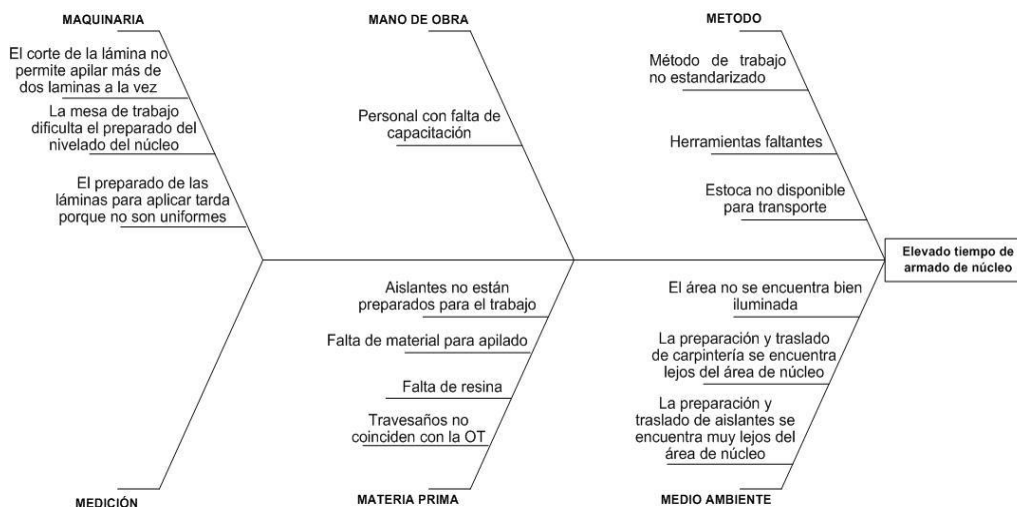 MAQUINARIA
El corte de la lámina no
permite apilar más de
dos laminas a la vez
La mesa de trabajo
dificulta el preparado del
nivelado del núcleo
El preparado de las
láminas para aplicar tarda
porque no son uniformes
MANO DE OBRA
Personal con falta de
capacitación
METODO
Método de trabajo
no estandarizado
Herramientas faltantes
Estoca no disponible
para transporte
Elevado tiempo de
armado de núcleo
MEDICIÓN
Aislantes no están
preparados para el trabajo
Falta de material para apilado
Falta de resina
Travesaños no
coinciden con la OT
MATERIA PRIMA
El área no se encuentra bien
iluminada
La preparación y traslado
de carpintería se encuentra
lejos del área de núcleo
La preparación y
traslado de aislantes se
encuentra muy lejos del
área de núcleo
MEDIO AMBIENTE